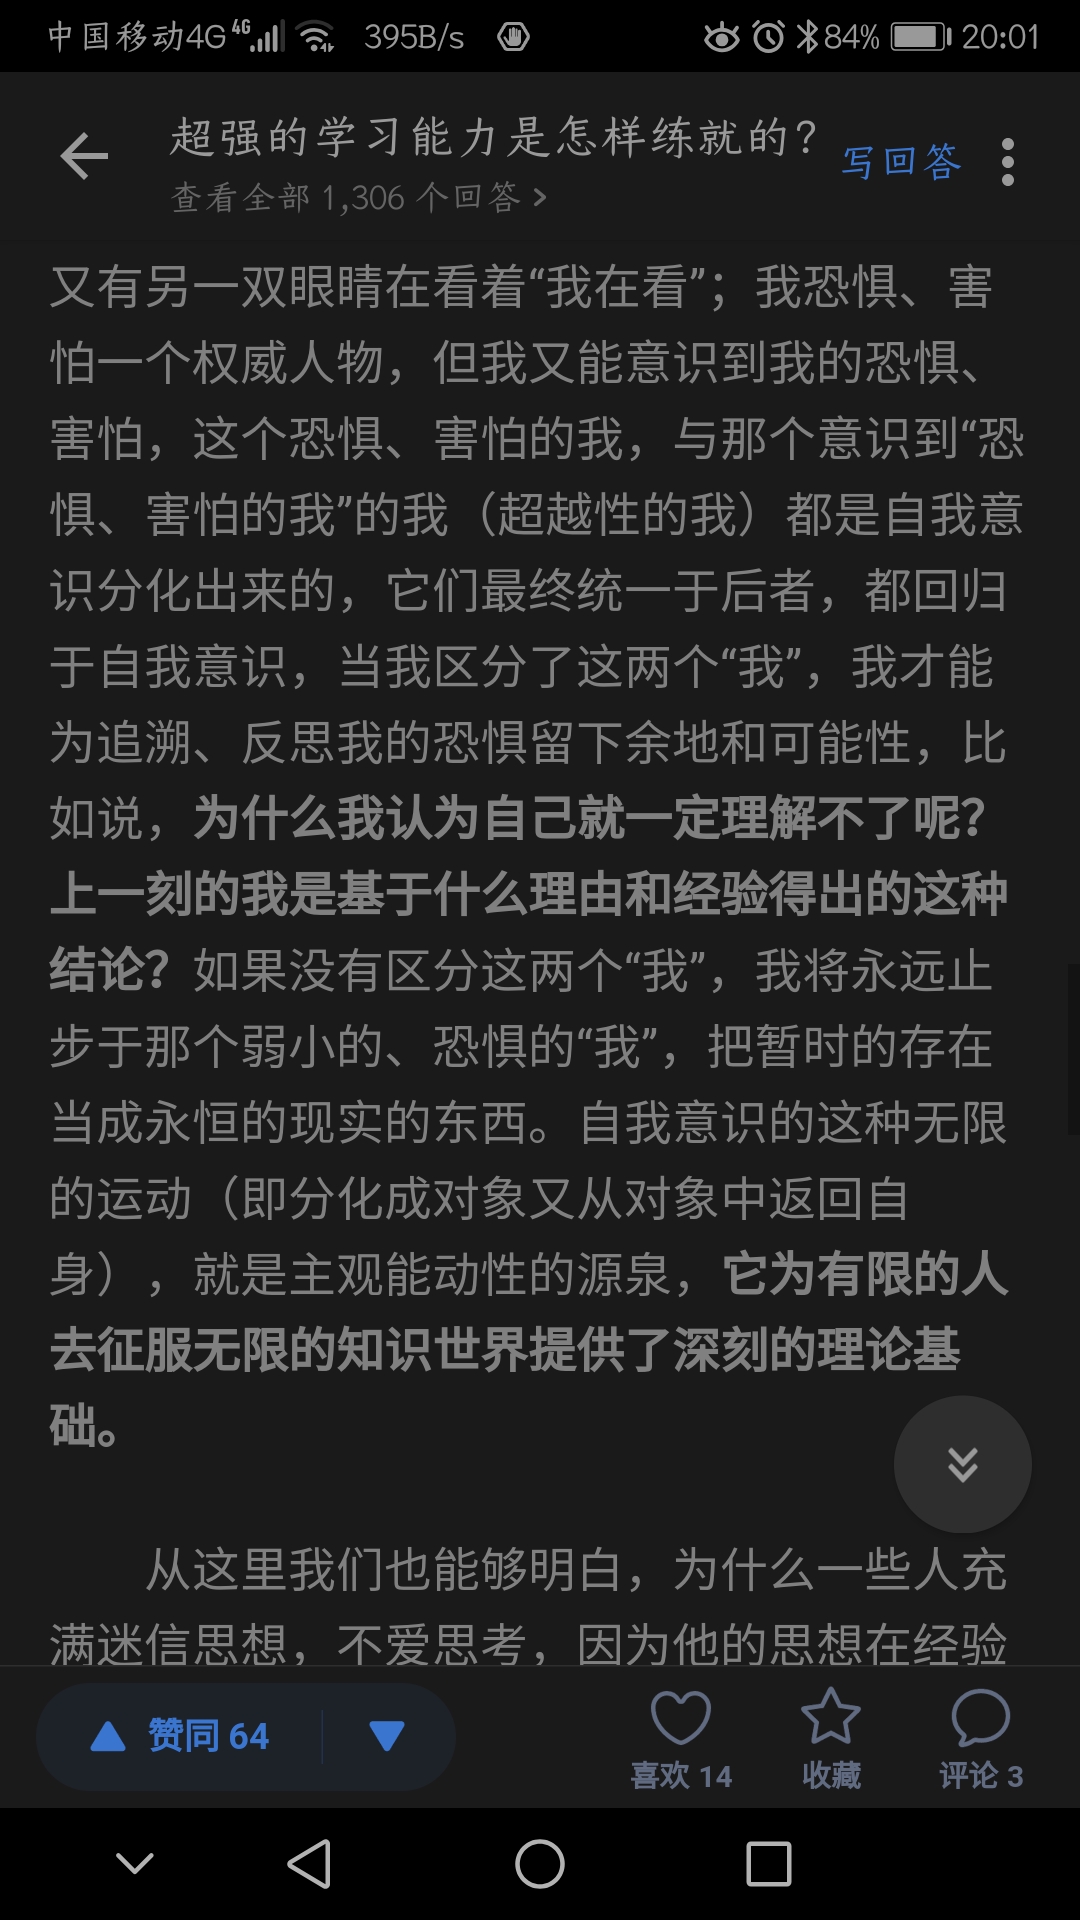 中国移动4G 4G 395B/s 84% 20:01
超强的学习能力是怎样练就的？
写回答
查看全部 1,306 个回答 >
又有另一双眼睛在看着“我在看”；我恐惧、害
怕一个权威人物，但我又能意识到我的恐惧、
害怕，这个恐惧、害怕的我，与那个意识到“恐
惧、害怕的我”的我（超越性的我）都是自我意
识分化出来的，它们最终统一于后者，都回归
于自我意识，当我区分了这两个“我”，我才能
为追溯、反思我的恐惧留下余地和可能性，比
如说，为什么我认为自己就一定理解不了呢？
上一刻的我是基于什么理由和经验得出的这种
结论？如果没有区分这两个“我”，我将永远止
步于那个弱小的、恐惧的“我”，把暂时的存在
当成永恒的现实的东西。自我意识的这种无限
的运动（即分化成对象又从对象中返回自
身），就是主观能动性的源泉，它为有限的人
去征服无限的知识世界提供了深刻的理论基
础。
从这里我们也能够明白，为什么一些人充
满迷信思想，不爱思考，因为他的思想在经验
赞同 64
喜欢 14
收藏
评论 3